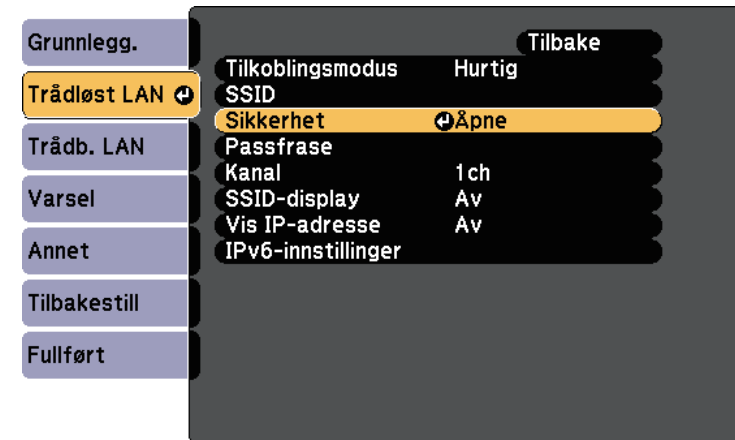 Grunnlegg.
Trådløst LAN
Trådb. LAN
Varsel
Annet
Tilbakestill
Fullført
Tilbake
Tilkoblingsmodus Hurtig
SSID
Sikkerhet Åpne
Passfrase
Kanal 1ch
SSID-display Av
Vis IP-adresse Av
IPv6-innstillinger